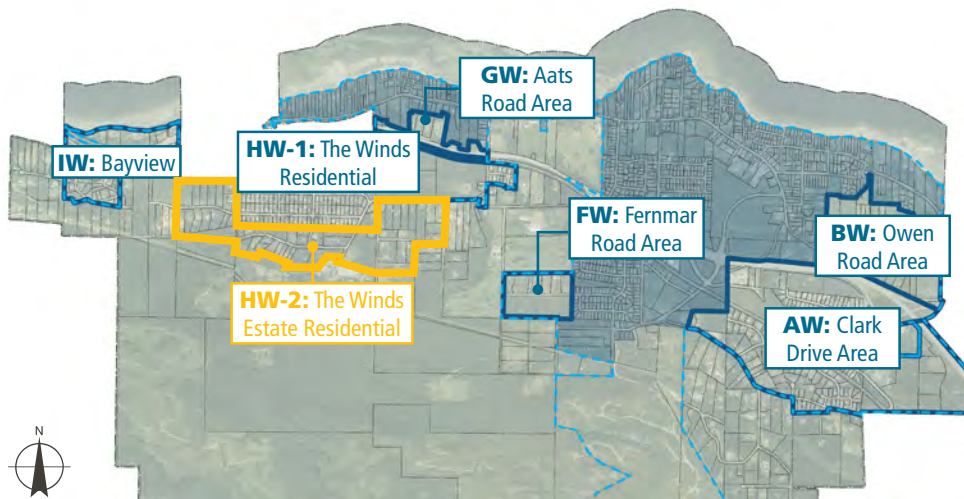 GW: Aats
Road Area
IW: Bayview
HW-1: The Winds
Residential
FW: Fernmar
Road Area
BW: Owen
Road Area
HW-2: The Winds
Estate Residential
AW: Clark
Drive Area
N